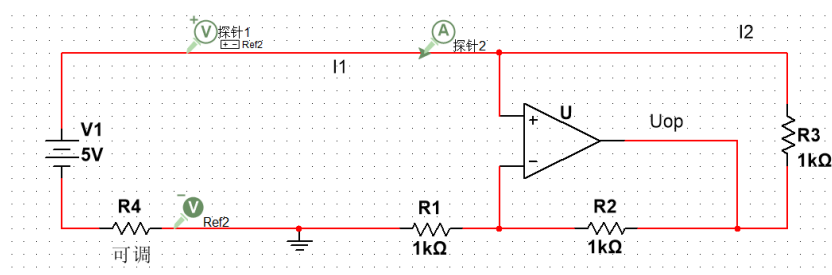 +
V
探针1
+ - Ref2
A
探针2
I1
I2
V1
5V
+
U
-
Uop
R3
1kΩ
R4
可调
-
V
Ref2
R1
1kΩ
R2
1kΩ